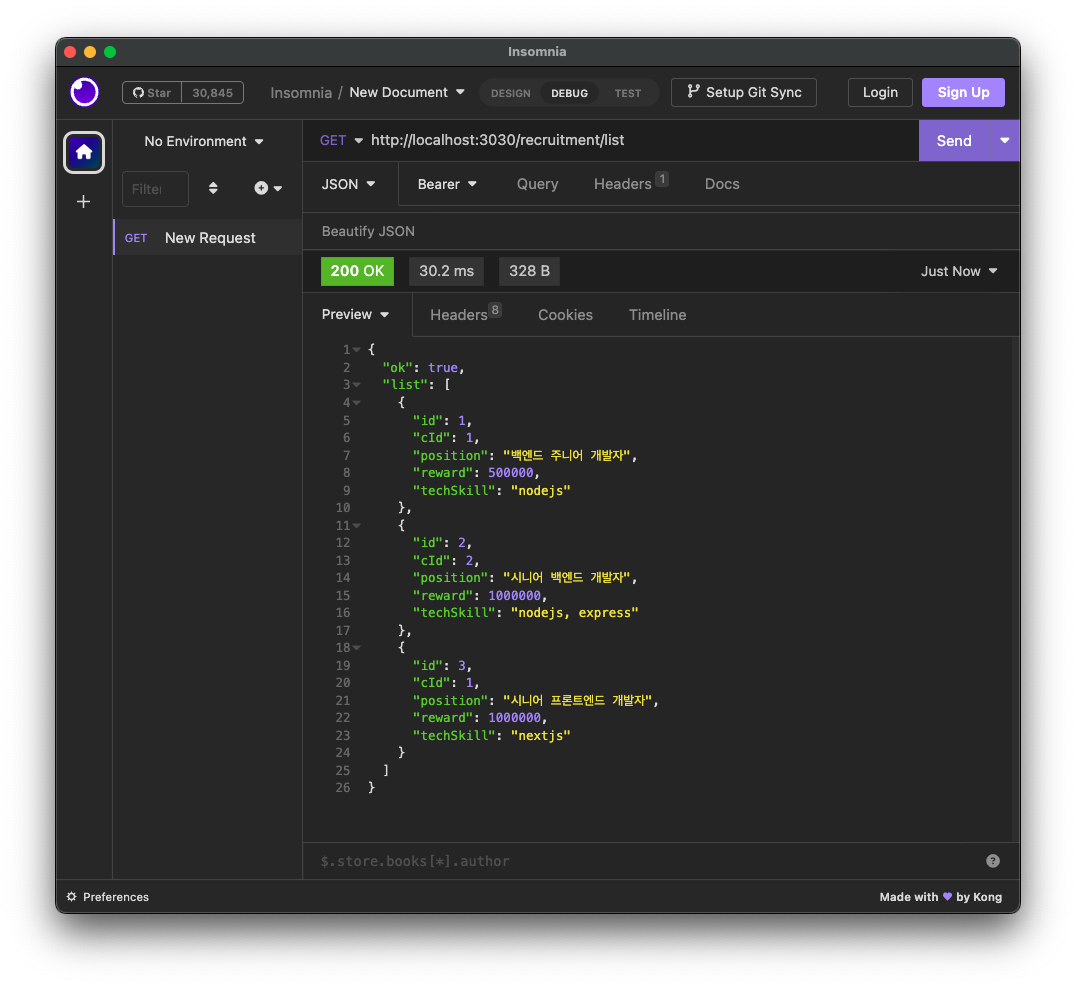 Insomnia
Star 30,845 Insomnia / New Document DESIGN DEBUG TEST Setup Git Sync Login Sign Up
No Environment GET http://localhost:3030/recruitment/list Send
JSON Bearer Query Headers 1 Docs
Filter
Beautify JSON
GET New Request
200 OK 30.2 ms 328 B Just Now
Preview Headers 8 Cookies Timeline
1 {
2 "ok": true,
3 "list": [
4 {
5 "id": 1,
6 "cId": 1,
7 "position": "백엔드 주니어 개발자",
8 "reward": 500000,
9 "techSkill": "nodejs"
10 },
11 {
12 "id": 2,
13 "cId": 2,
14 "position": "시니어 백엔드 개발자",
15 "reward": 1000000,
16 "techSkill": "nodejs, express"
17 },
18 {
19 "id": 3,
20 "cId": 1,
21 "position": "시니어 프론트엔드 개발자",
22 "reward": 1000000,
23 "techSkill": "nextjs"
24 }
25 ]
26 }
$.store.books[*].author ?
Preferences Made with ♥ by Kong